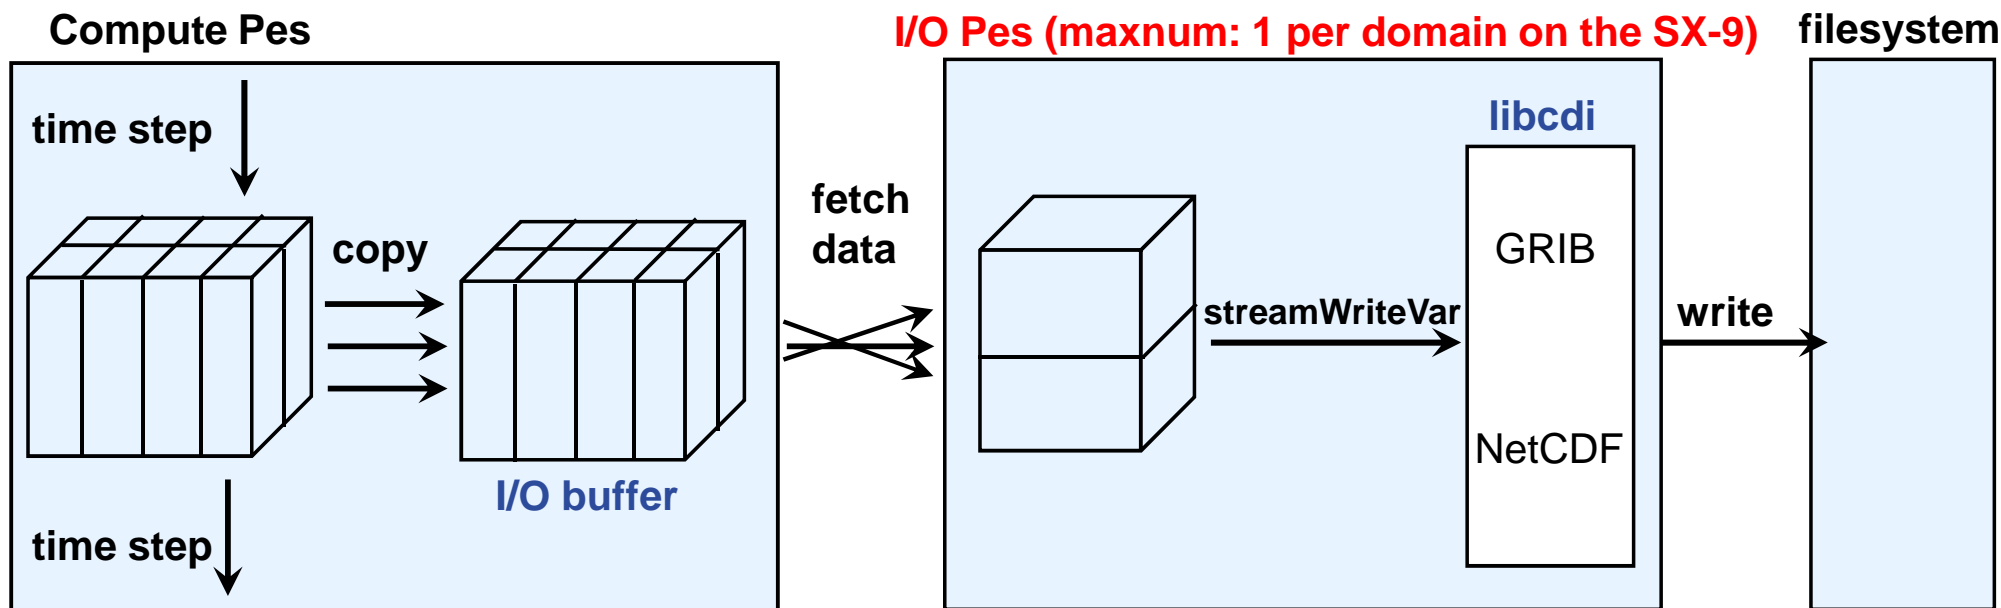 Compute Pes
I/O Pes (maxnum: 1 per domain on the SX-9)
filesystem
time step
copy
I/O buffer
time step
fetch
data
streamWriteVar
libcdi
GRIB
NetCDF
write